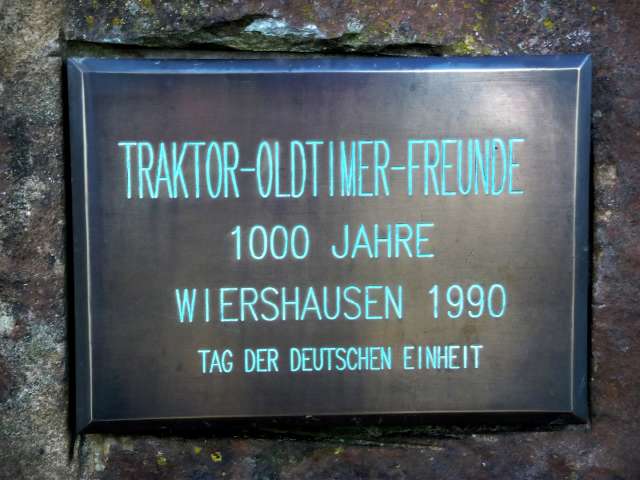 TRAKTOR-OLDTIMER-FREUNDE
1000 JAHRE
WIERSHAUSEN 1990
TAG DER DEUTSCHEN EINHEIT